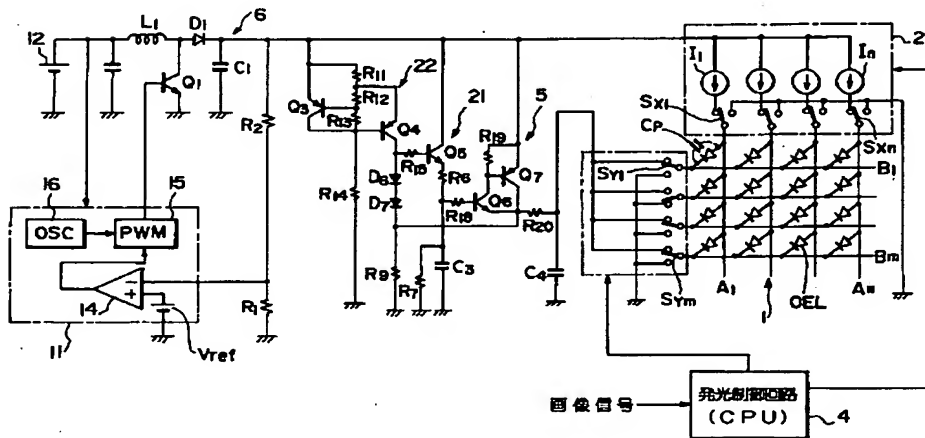 L1
D1
6
12
Q1
C1
R2
R11
R12
R13
22
Q3
Q4
21
Q5
R15
D6
D7
R6
R14
R9
R7
C3
R18
Q6
R19
5
Q7
R20
C4
I1
In
2
SX1
SXn
CP
SY1
SYm
B1
Bm
A1
1
OEL
16
OSC
15
PWM
14
11
R1
Vref
画像信号
発光制御回路
(CPU)
4